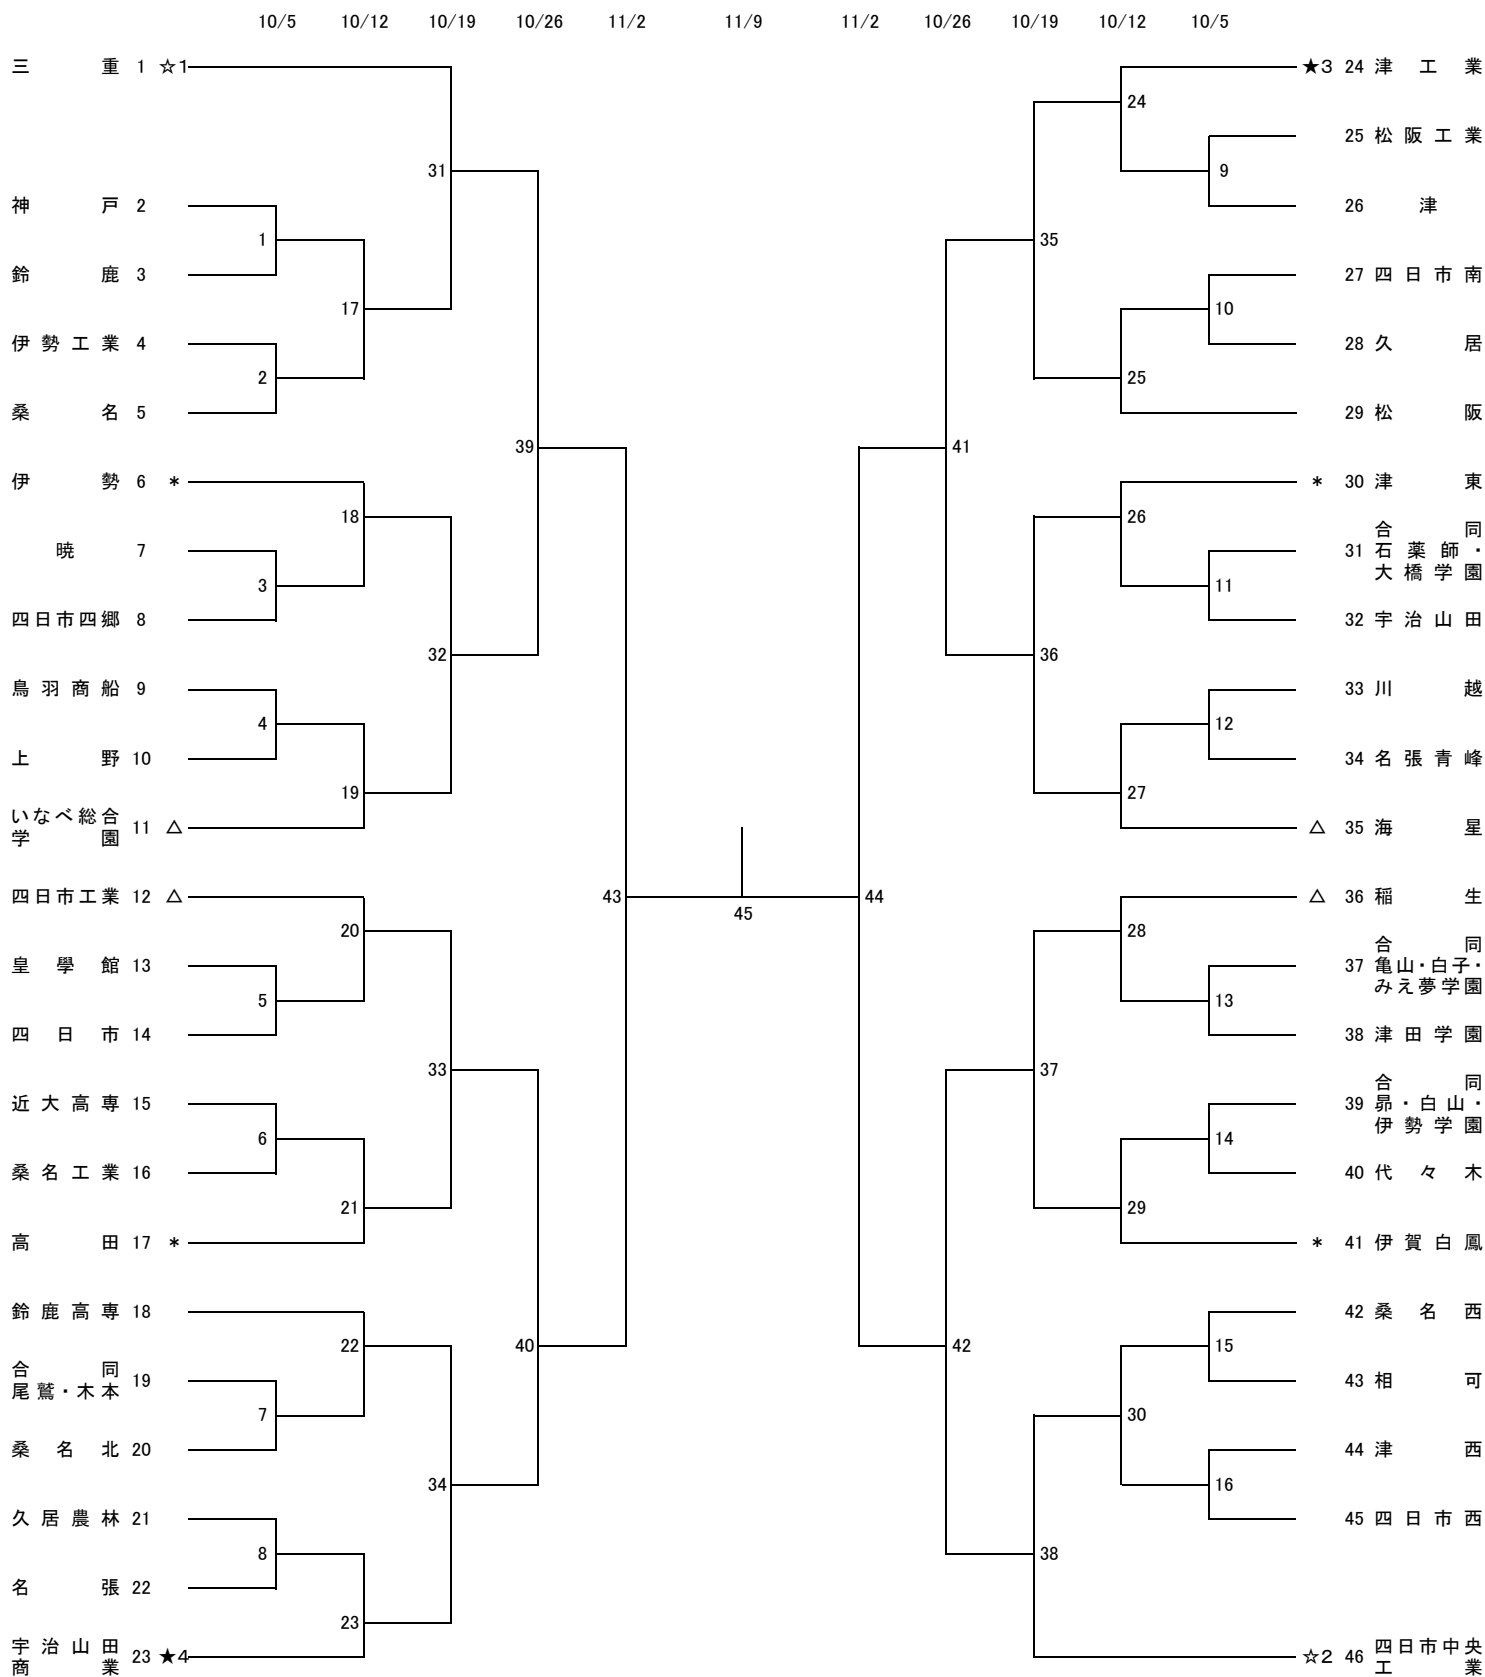 10/5 10/12 10/19 10/26 11/2 11/9 11/2 10/26 10/19 10/12 10/5
三重 1 ☆1
神戸 2
鈴鹿 3
伊勢工業 4
桑名 5
伊勢 6 *
暁 7
四日市四郷 8
鳥羽商船 9
上野 10
いなべ総合
学園 11 △
四日市工業 12 △
皇學館 13
四日市 14
近大高専 15
桑名工業 16
高田 17 *
鈴鹿高専 18
合同
尾鷲・木本 19
桑名北 20
久居農林 21
名張 22
宇治山田
商業 23 ★4
1
2
3
4
5
6
7
8
17
18
19
20
21
22
23
31
32
33
34
39
40
43
45
44
41
42
35
36
37
38
24
25
26
27
28
29
30
9
10
11
12
13
14
15
16
★3 24 津工業
25 松阪工業
26 津
27 四日市南
28 久居
29 松阪
* 30 津東
合同
31 石薬師・
大橋学園
32 宇治山田
33 川越
34 名張青峰
△ 35 海星
△ 36 稲生
合同
37 亀山・白子・
みえ夢学園
38 津田学園
合同
39 昴・白山・
伊勢学園
40 代々木
* 41 伊賀白鳳
42 桑名西
43 相可
44 津西
45 四日市西
☆2 46 四日市中央
工業